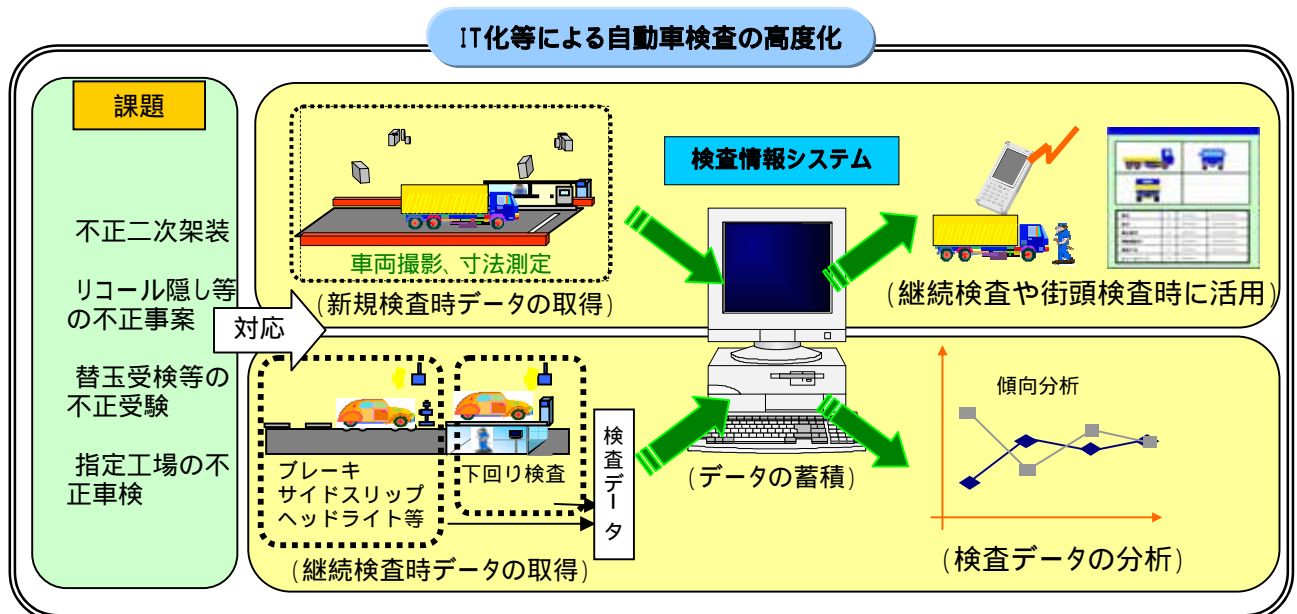 IT化等による自動車検査の高度化
課題
不正二次架装
リコール隠し等
の不正事案
替玉受検等の
不正受験
指定工場の不
正車検
対応
車両撮影、寸法測定
(新規検査時データの取得)
検査情報システム
(継続検査や街頭検査時に活用)
ブレーキ
サイドスリップ
ヘッドライト等
下回り検査
検査データ
(継続検査時データの取得)
(データの蓄積)
傾向分析
(検査データの分析)